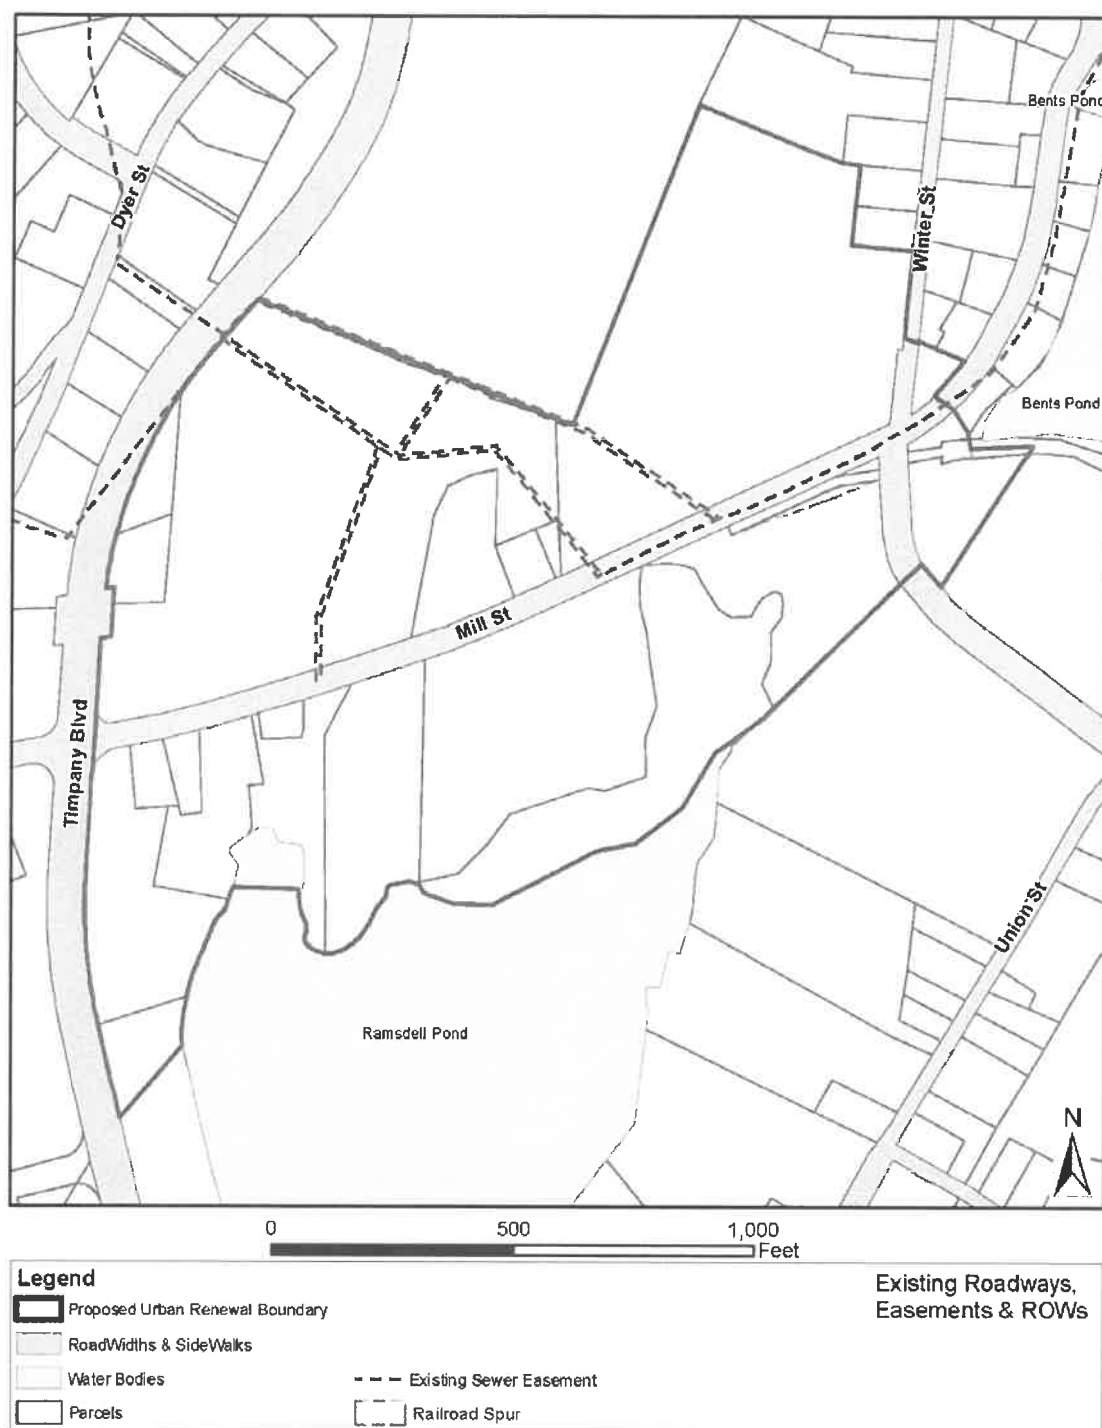 Bents Pond
Dyer St
Winter St
Bents Pond
Mill St
Timpany Blvd
Union St
Ramsdell Pond
N
0 500 1,000
Feet
Legend
Existing Roadways,
Easements & ROWs
Proposed Urban Renewal Boundary
RoadWidths & SideWalks
Water Bodies
Existing Sewer Easement
Parcels
Railroad Spur